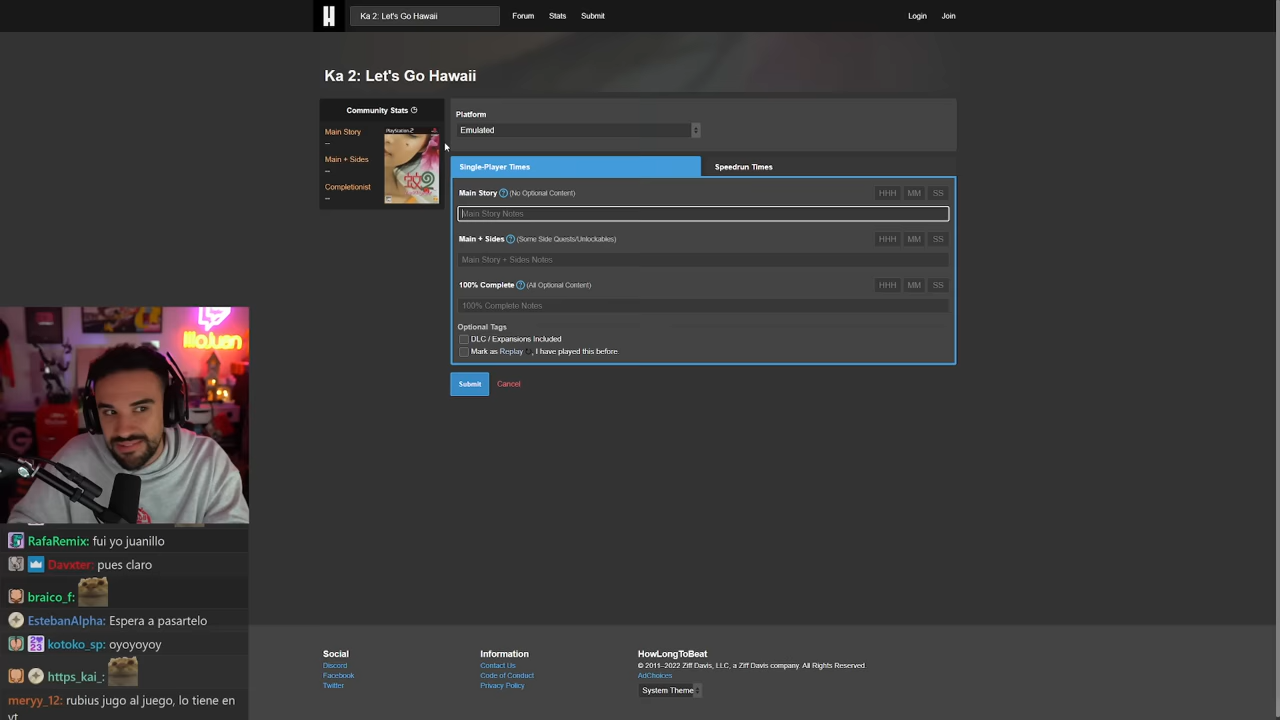 Ka 2: Let's Go Hawaii
Forum
Stats
Submit
Login
Join
Ka 2: Let's Go Hawaii
Community Stats
Main Story
--
Main + Sides
--
Completionist
--
PlayStation 2
Platform
Emulated
Single-Player Times
Speedrun Times
Main Story (No Optional Content)
HHH MM SS
Main Story Notes
Main + Sides (Some Side Quests/Unlockables)
HHH MM SS
Main Story + Sides Notes
100% Complete (All Optional Content)
HHH MM SS
100% Complete Notes
Optional Tags
DLC / Expansions Included
Mark as Replay , I have played this before
Submit
Cancel
IlloJuan
RafaRemix: fui yo juanillo
Davxter: pues claro
braico_f:
EstebanAlpha: Espera a pasartelo
kotoko_sp: oyoyoyoy
https_kai_:
meryy_12: rubius jugo al juego, lo tiene en
yt
Social
Discord
Facebook
Twitter
Information
Contact Us
Code of Conduct
Privacy Policy
HowLongToBeat
© 2011-2022 Ziff Davis, LLC, a Ziff Davis company. All Rights Reserved
AdChoices
System Theme